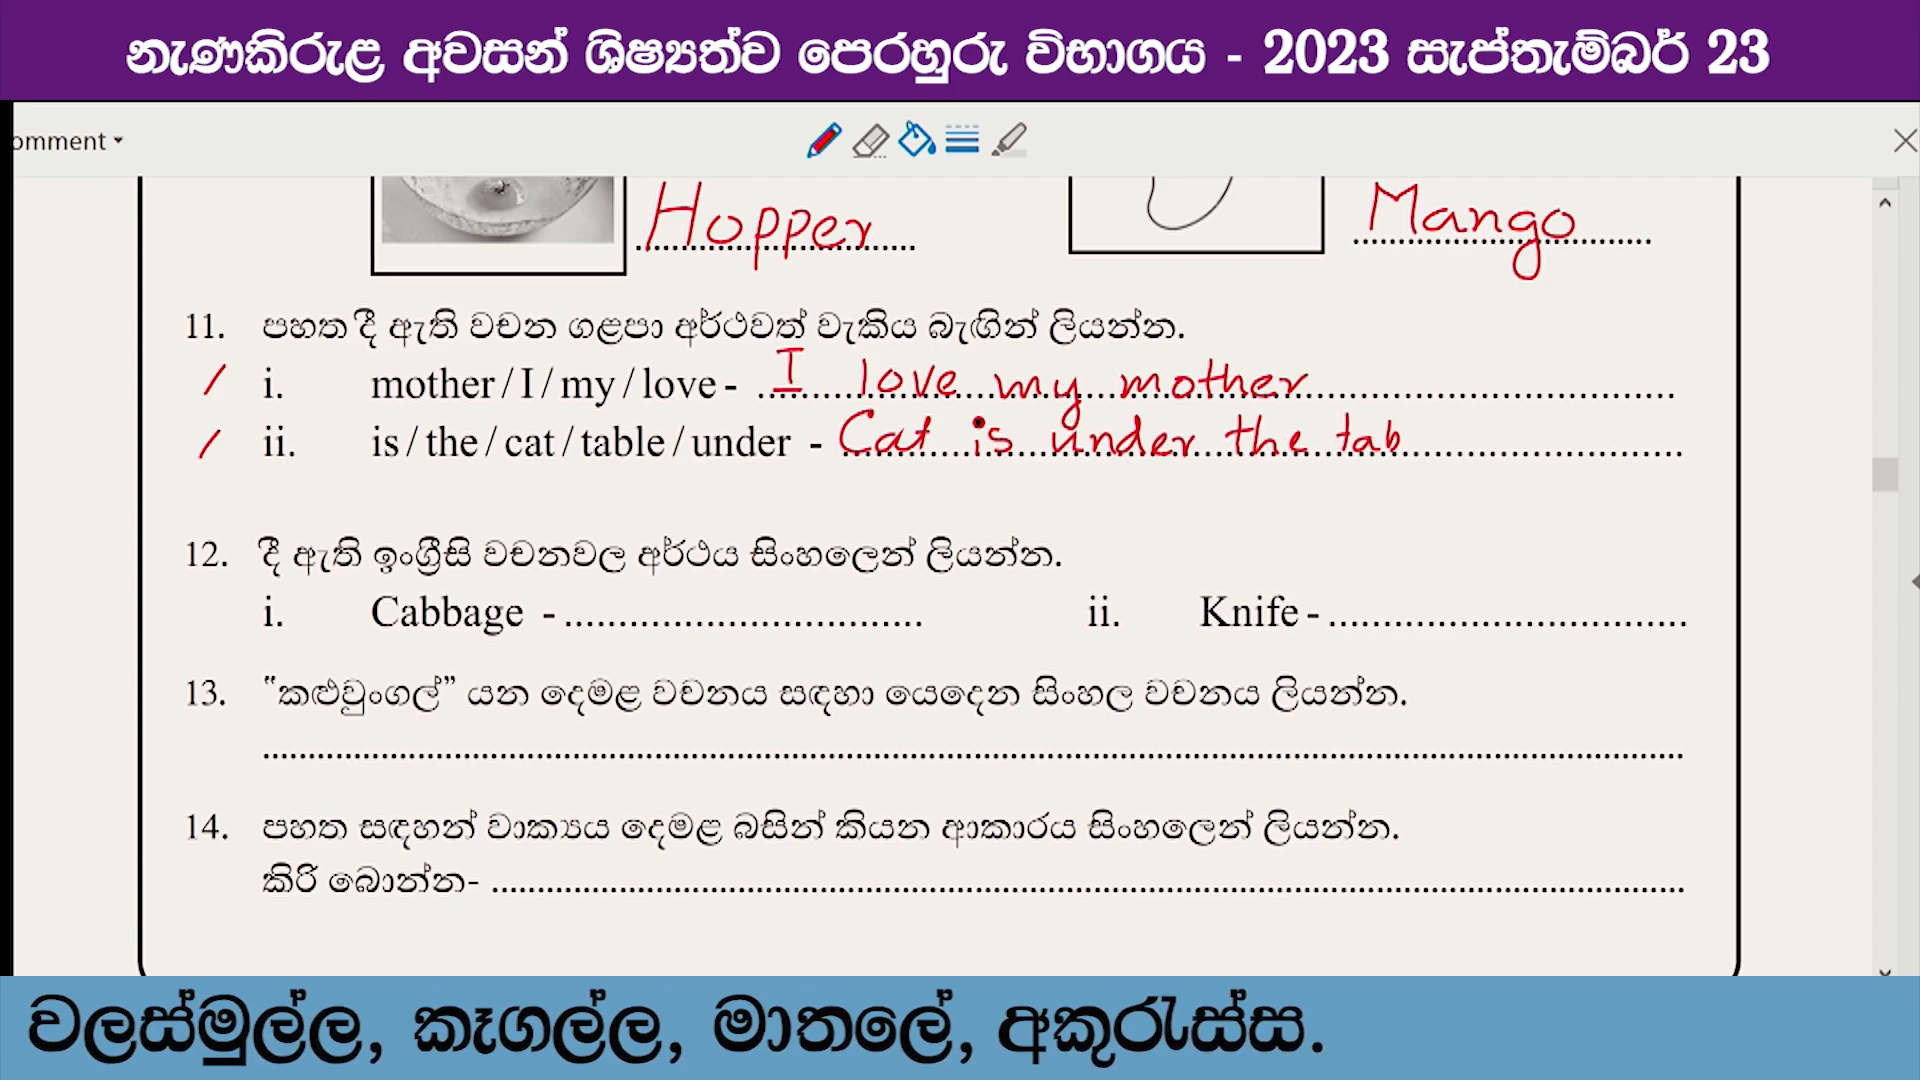 නැණකිරුළ අවසන් ශිෂ්‍යත්ව පෙරහුරු විභාගය - 2023 සැප්තැම්බර් 23
omment
Hopper
Mango
11. පහත දී ඇති වචන ගළපා අර්ථවත් වැකිය බැඟින් ලියන්න.
i. mother / I / my / love - I love my mother
ii. is / the / cat / table / under - Cat is under the tab
12. දී ඇති ඉංග්‍රීසි වචනවල අර්ථය සිංහලෙන් ලියන්න.
i. Cabbage - ................................. ii. Knife - .................................
13. “කළුවුංගල්” යන දෙමළ වචනය සඳහා යෙදෙන සිංහල වචනය ලියන්න.
14. පහත සඳහන් වාක්‍යය දෙමළ බසින් කියන ආකාරය සිංහලෙන් ලියන්න.
කිරි බොන්න- .................................
වලස්මුල්ල, කෑගල්ල, මාතලේ, අකුරැස්ස.